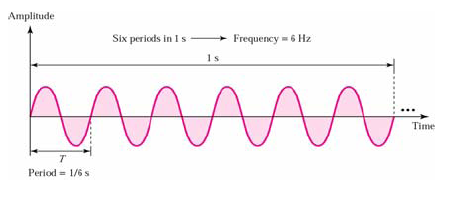 Amplitude
Six periods in 1 s Frequency = 6 Hz
1 s
•••
Time
T
Period = 1/6 s